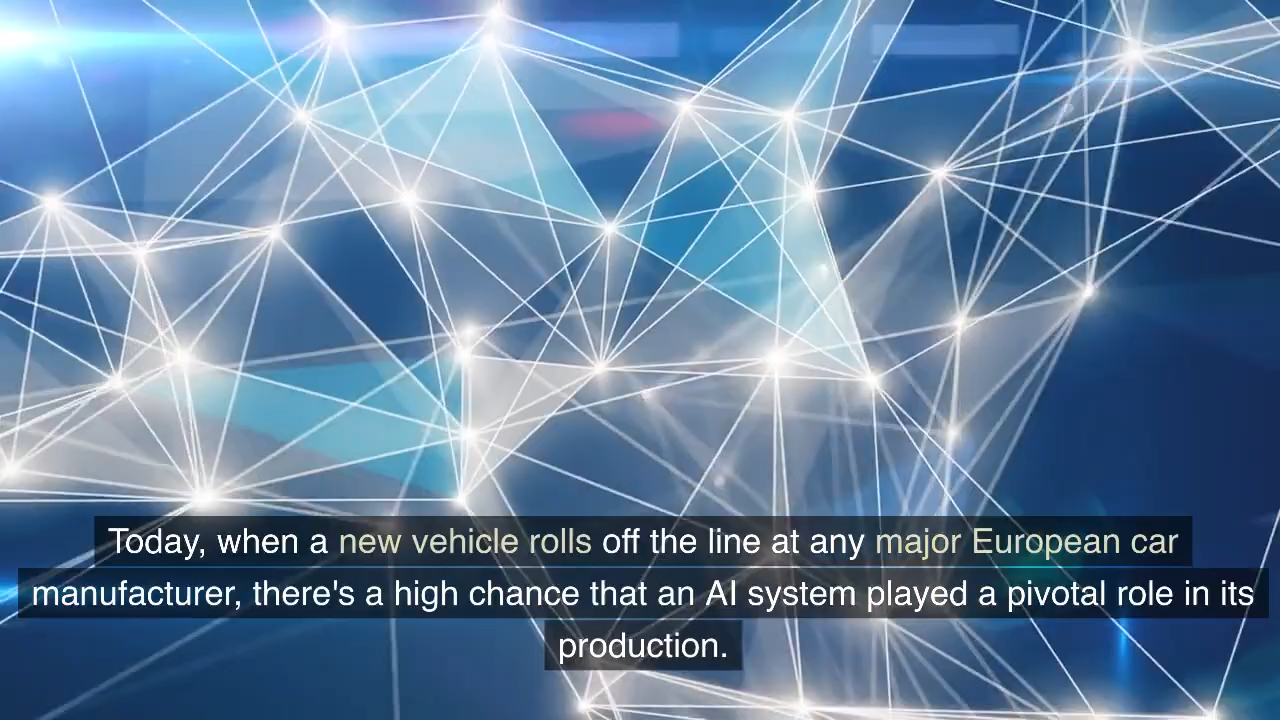 Today, when a new vehicle rolls off the line at any major European car
manufacturer, there's a high chance that an AI system played a pivotal role in its
production.